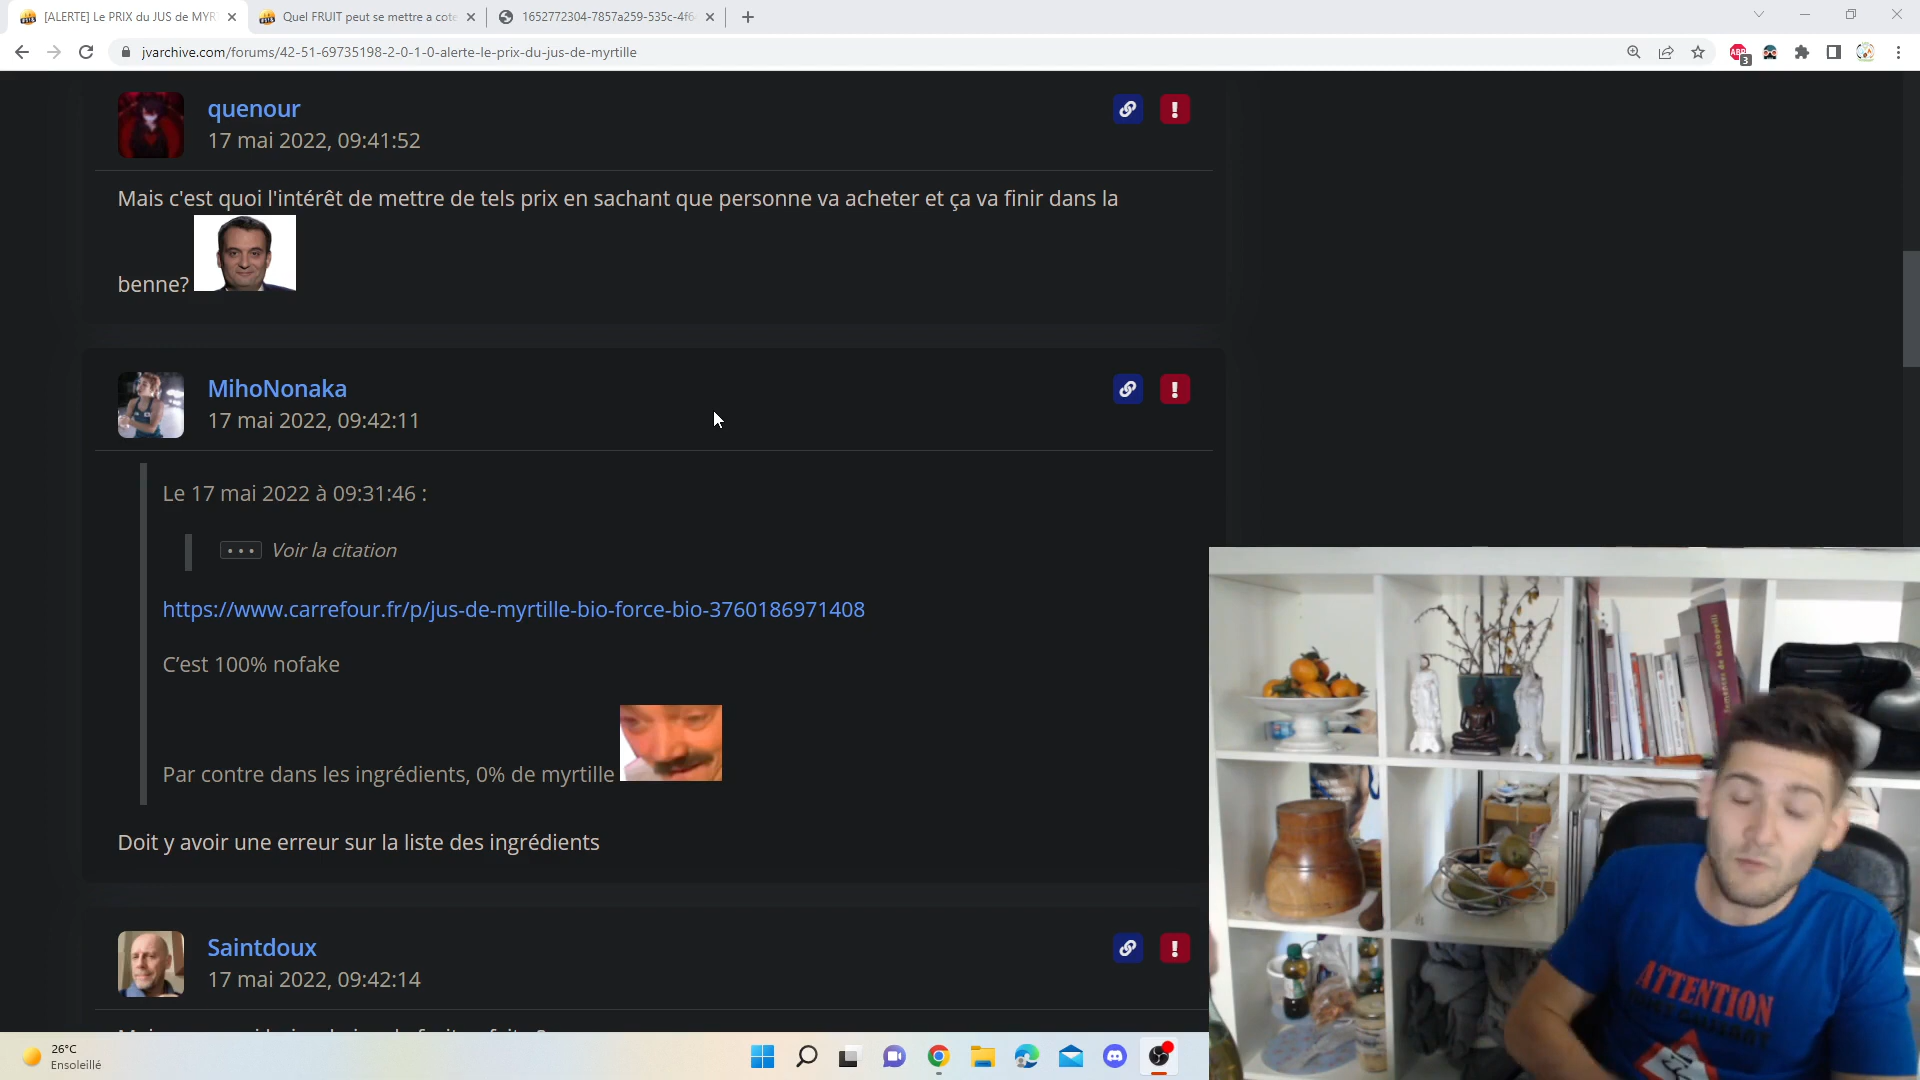 [ALERTE] Le PRIX du JUS de MYR
Quel FRUIT peut se mettre a cote
1652772304-7857a259-535c-4f6
jvarchive.com/forums/42-51-69735198-2-0-1-0-alerte-le-prix-du-jus-de-myrtille
ABP
3
quenour
17 mai 2022, 09:41:52
Mais c'est quoi l'intérêt de mettre de tels prix en sachant que personne va acheter et ça va finir dans la
benne?
MihoNonaka
17 mai 2022, 09:42:11
Le 17 mai 2022 à 09:31:46 :
Voir la citation
https://www.carrefour.fr/p/jus-de-myrtille-bio-force-bio-3760186971408
C'est 100% nofake
Par contre dans les ingrédients, 0% de myrtille
Doit y avoir une erreur sur la liste des ingrédients
Saintdoux
17 mai 2022, 09:42:14
Semences de Kokopelli
ATTENTION
26°C
Ensoleillé